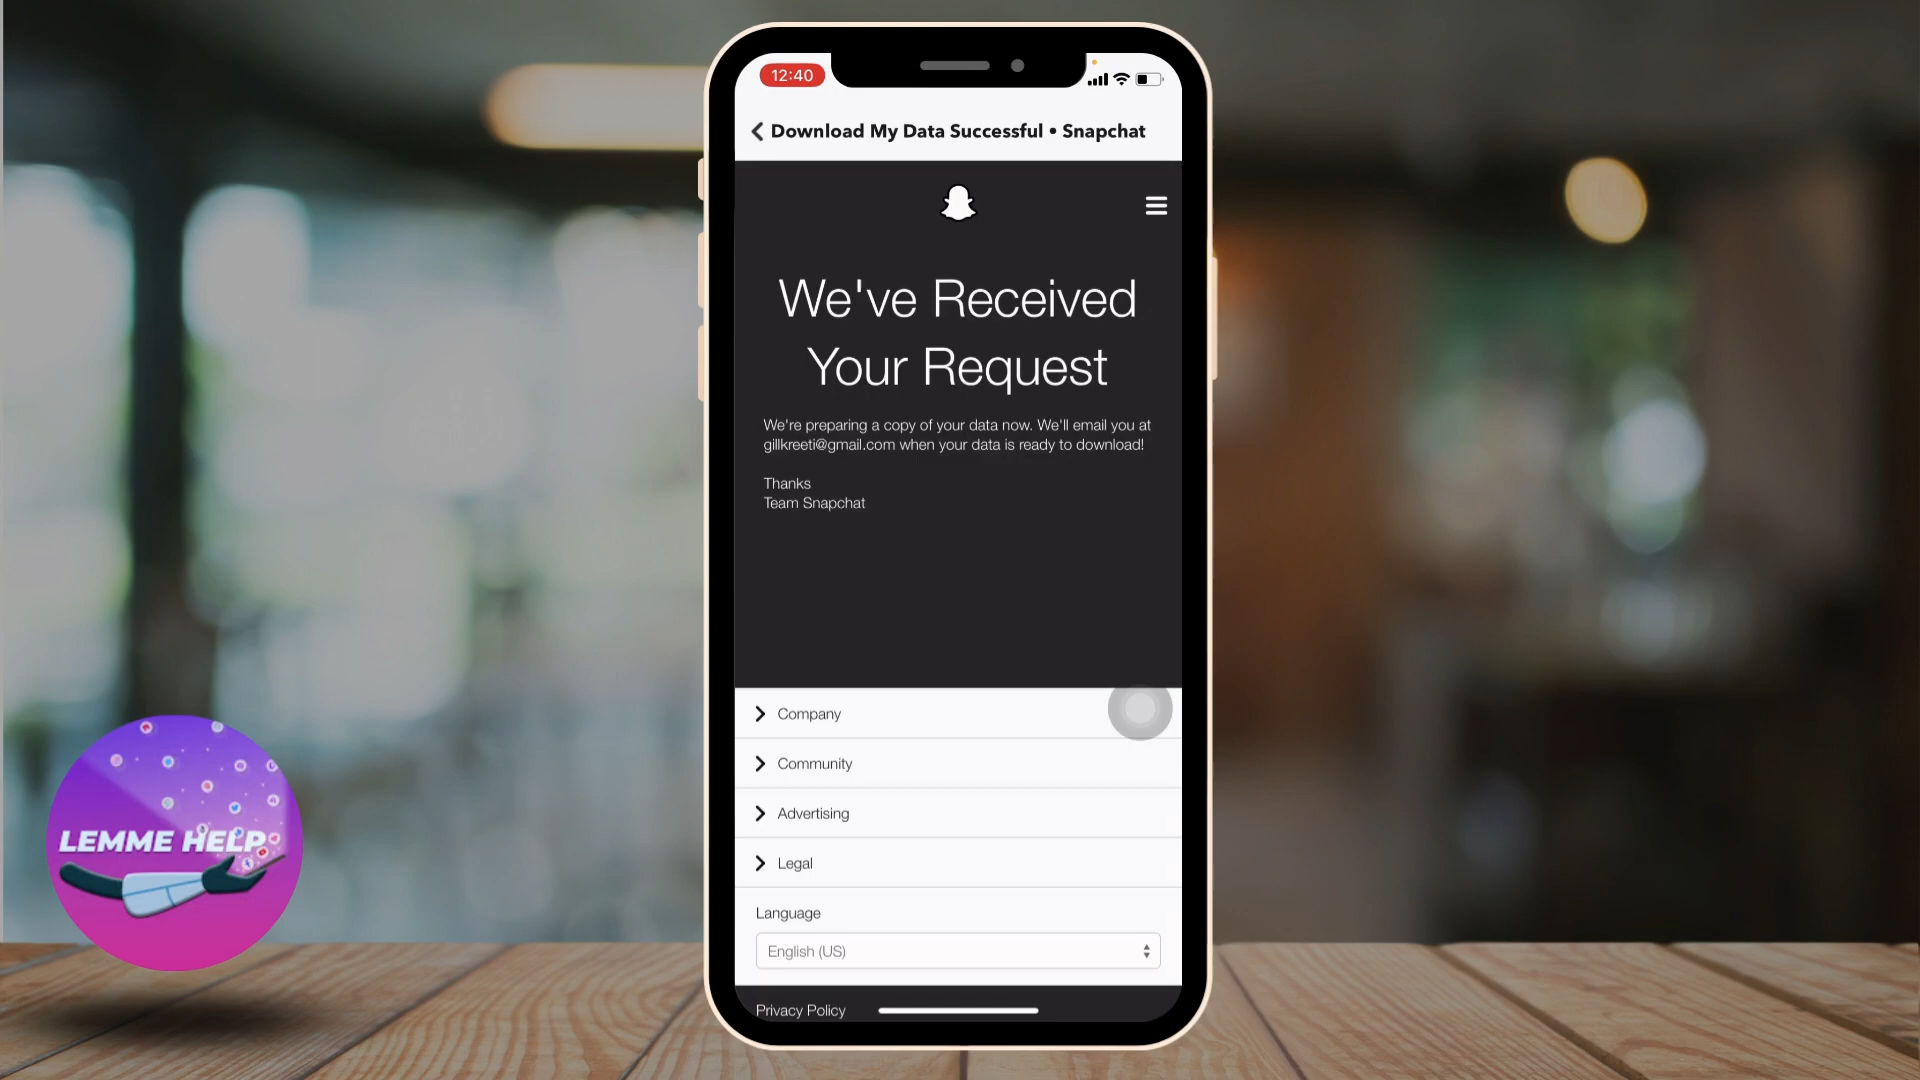 12:40
Download My Data Successful • Snapchat
We've Received
Your Request
We're preparing a copy of your data now. We'll email you at
gillkreeti@gmail.com when your data is ready to download!
Thanks
Team Snapchat
Company
Community
Advertising
Legal
Language
English (US)
Privacy Policy
LEMME HELP